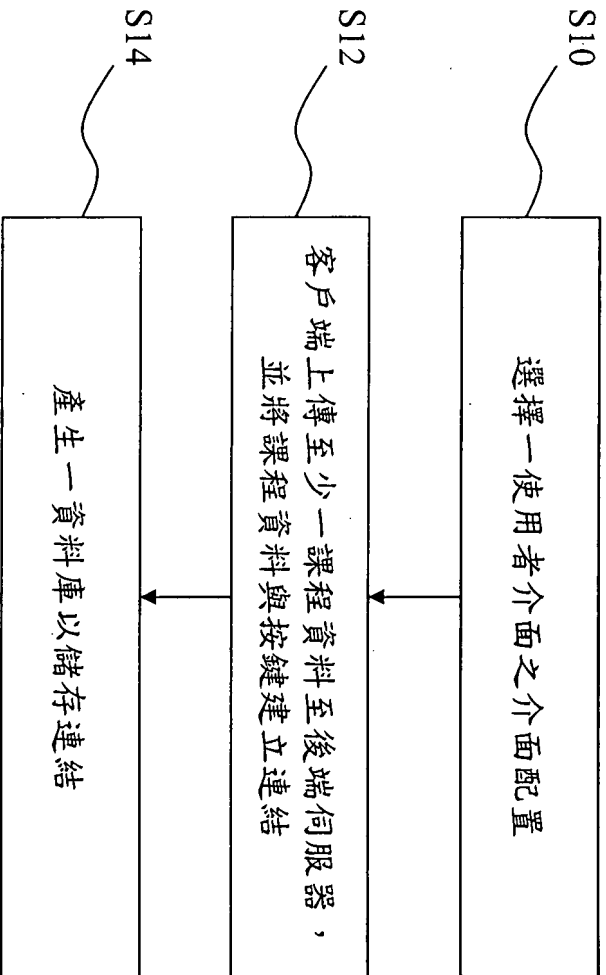 S10
選擇一使用者介面之介面配置
S12
客戶端上傳至少一課程資料至後端伺服器，
並將課程資料與按鍵建立連結
S14
產生一資料庫以儲存連結